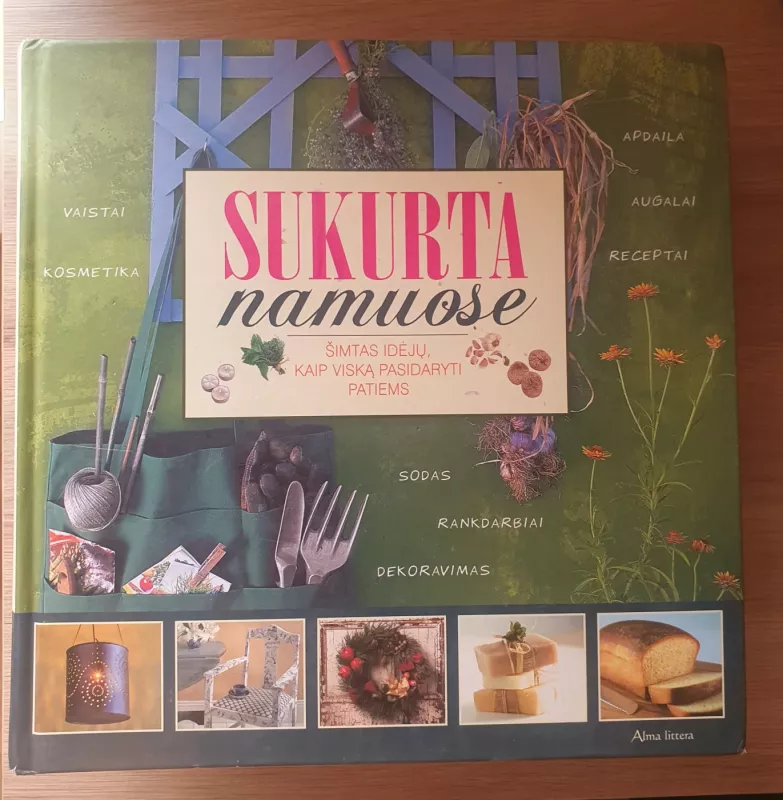 APDAILA
VAISTAI
AUGALAI
KOSMETIKA
RECEPTAI
SUKURTA
namuose
ŠIMTAS IDĖJŲ,
KAIP VISKĄ PASIDARYTI
PATIEMS
SODAS
RANKDARBIAI
DEKORAVIMAS
Alma littera